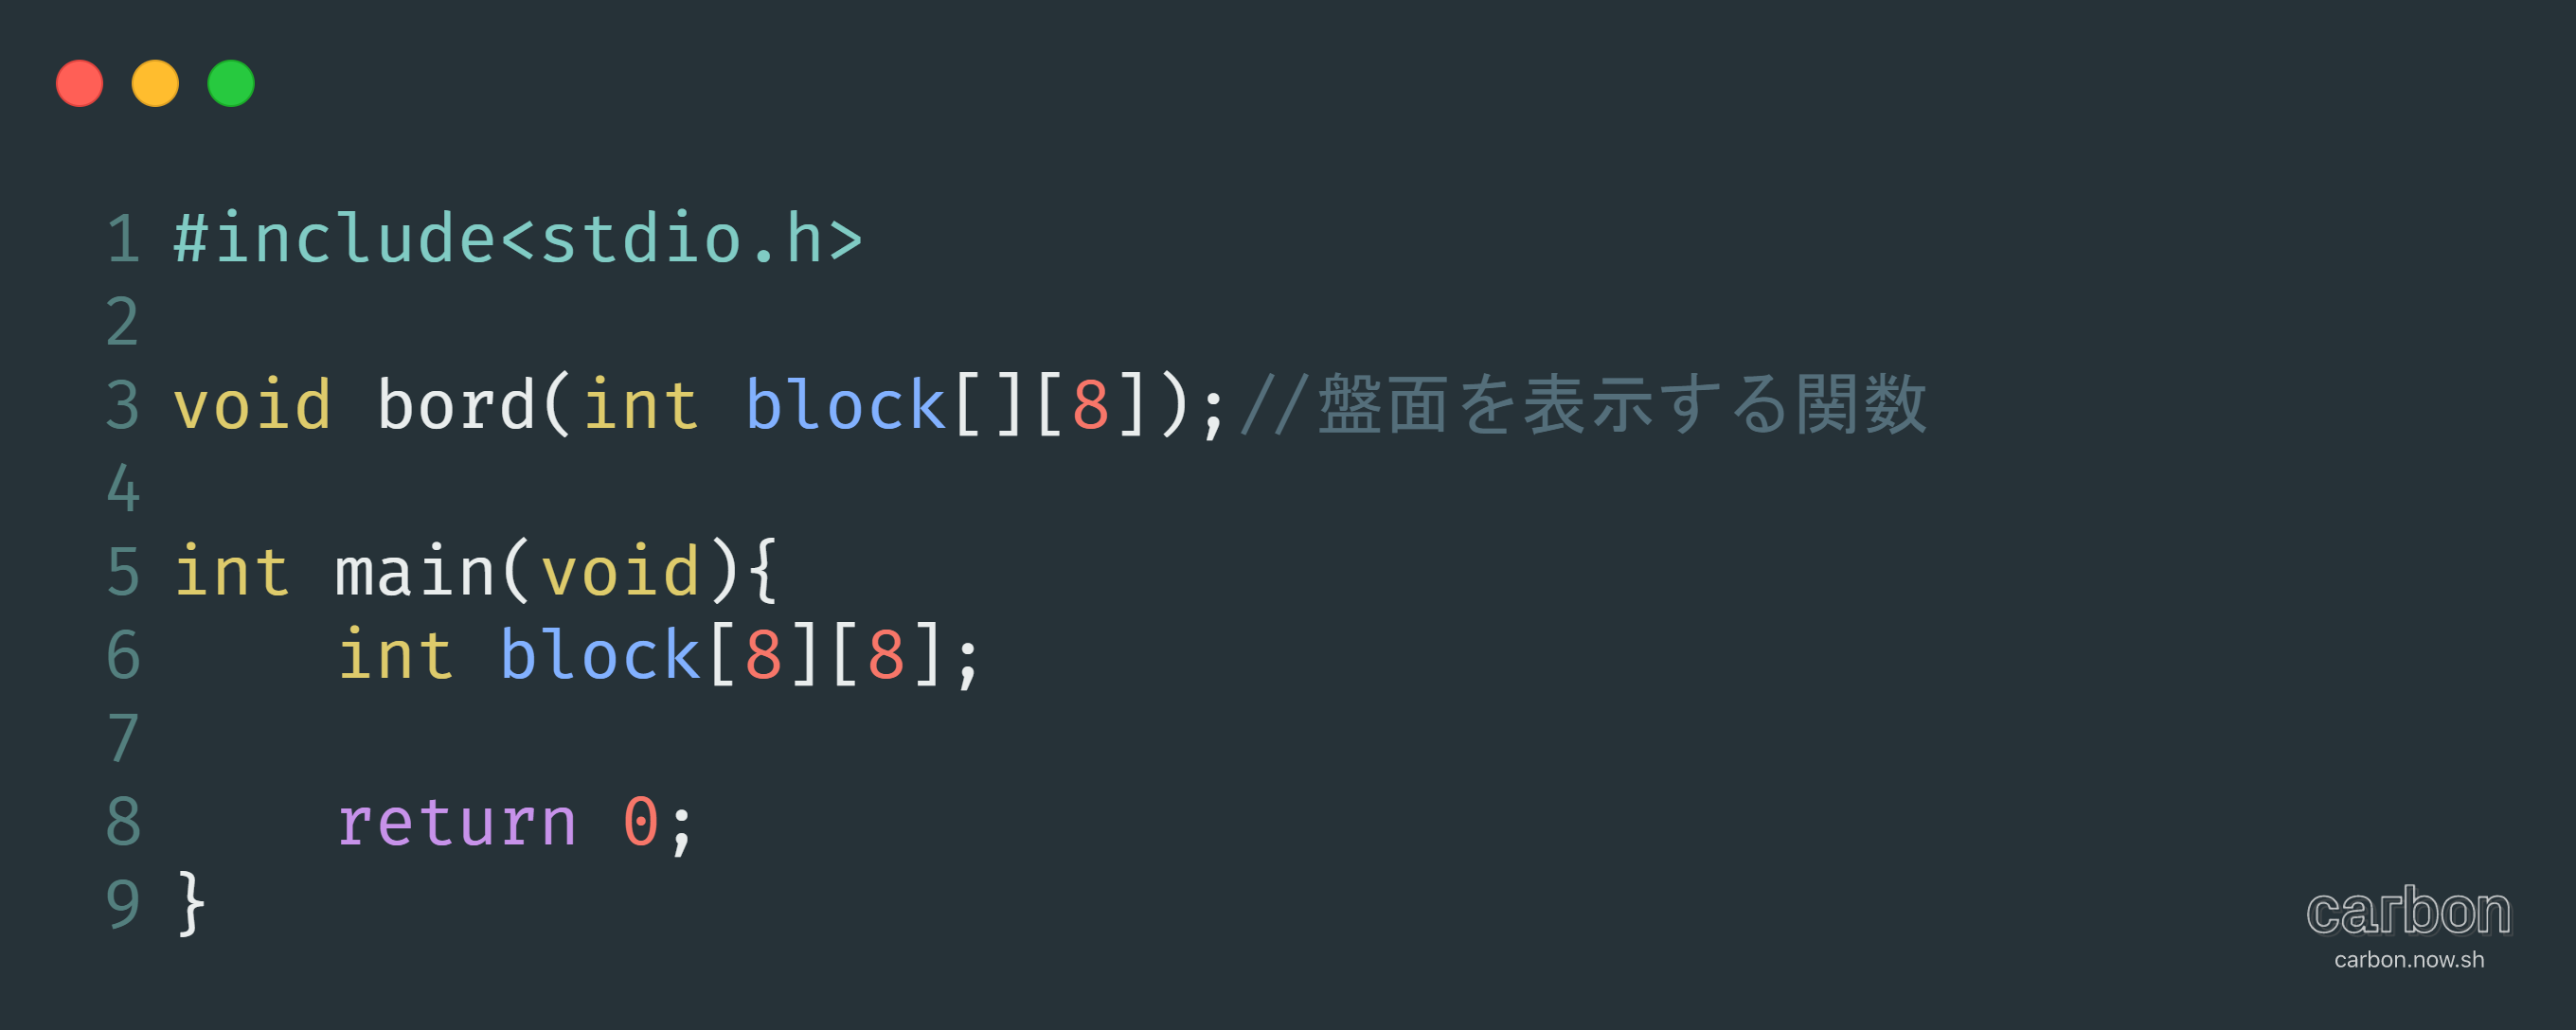 1 #include<stdio.h>
2
3 void bord(int block[][8]);//盤面を表示する関数
4
5 int main(void){
6     int block[8][8];
7
8     return 0;
9 }
carbon
carbon.now.sh